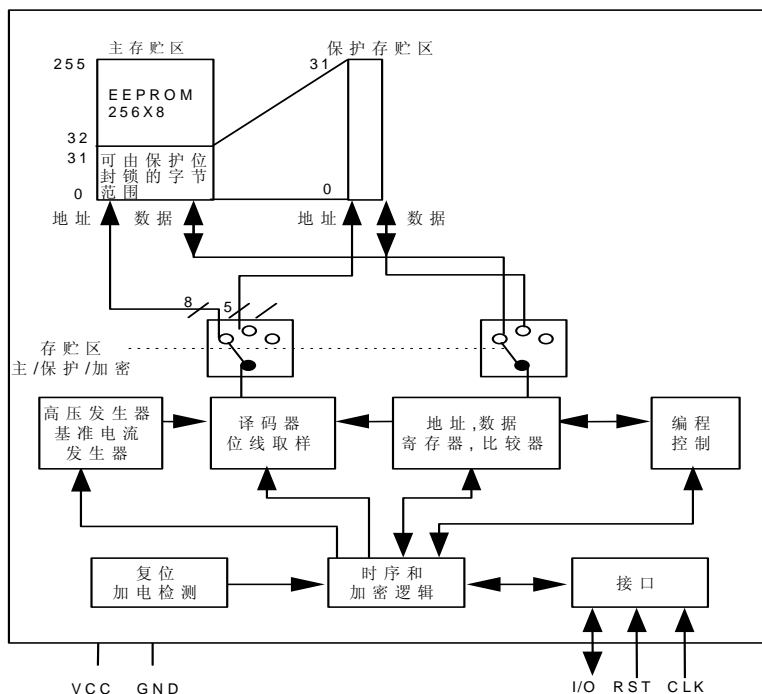 主存贮区
保护存贮区
255
31
EEPROM
256X8
32
31
可由保护位
封锁的字节
范围
0
0
地址
数据
地址
数据
8
5
存贮区
主/保护/加密
高压发生器
基准电流
发生器
译码器
位线取样
地址,数据
寄存器,比较器
编程
控制
复位
加电检测
时序和
加密逻辑
接口
VCC
GND
I/O
RST
CLK